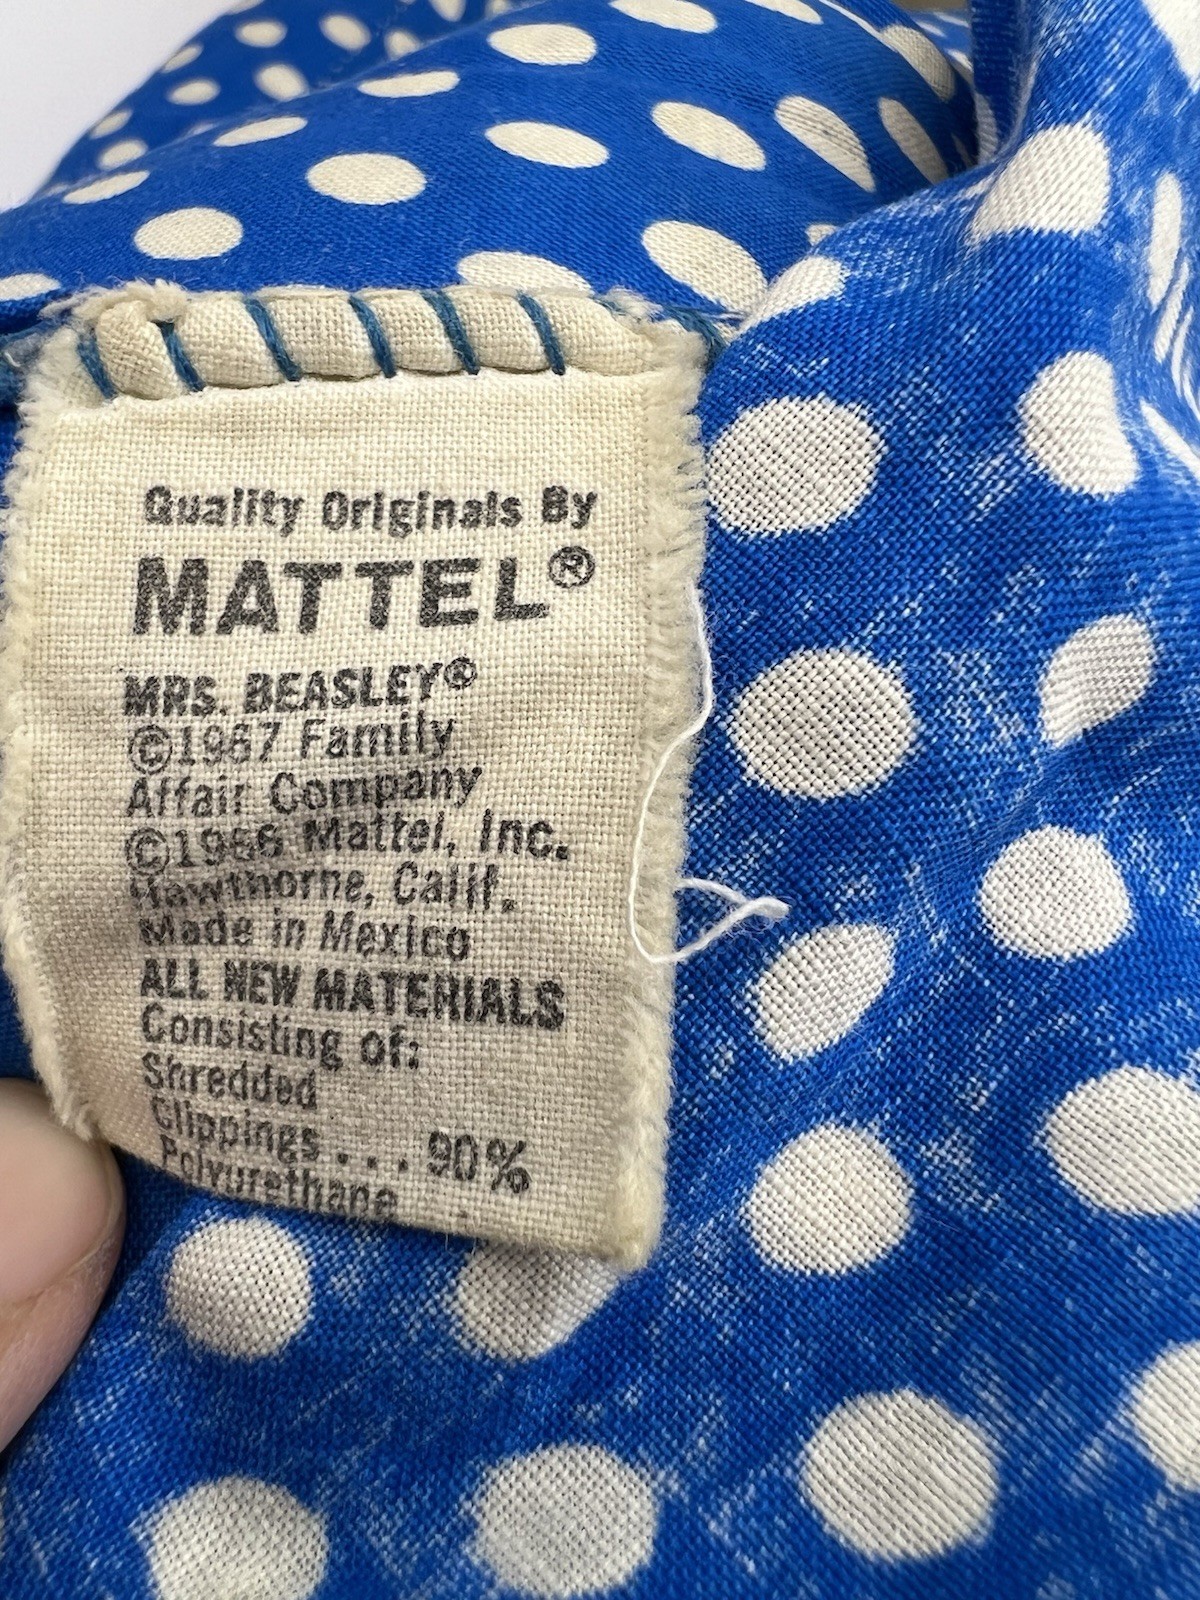 Quality Originals By
MATTEL®
MRS. BEASLEY®
©1967 Family
Affair Company
©1966 Mattel, Inc.
Hawthorne, Calif.
Made in Mexico
ALL NEW MATERIALS
Consisting of:
Shredded
Clippings . . . 90%
Polyurethane